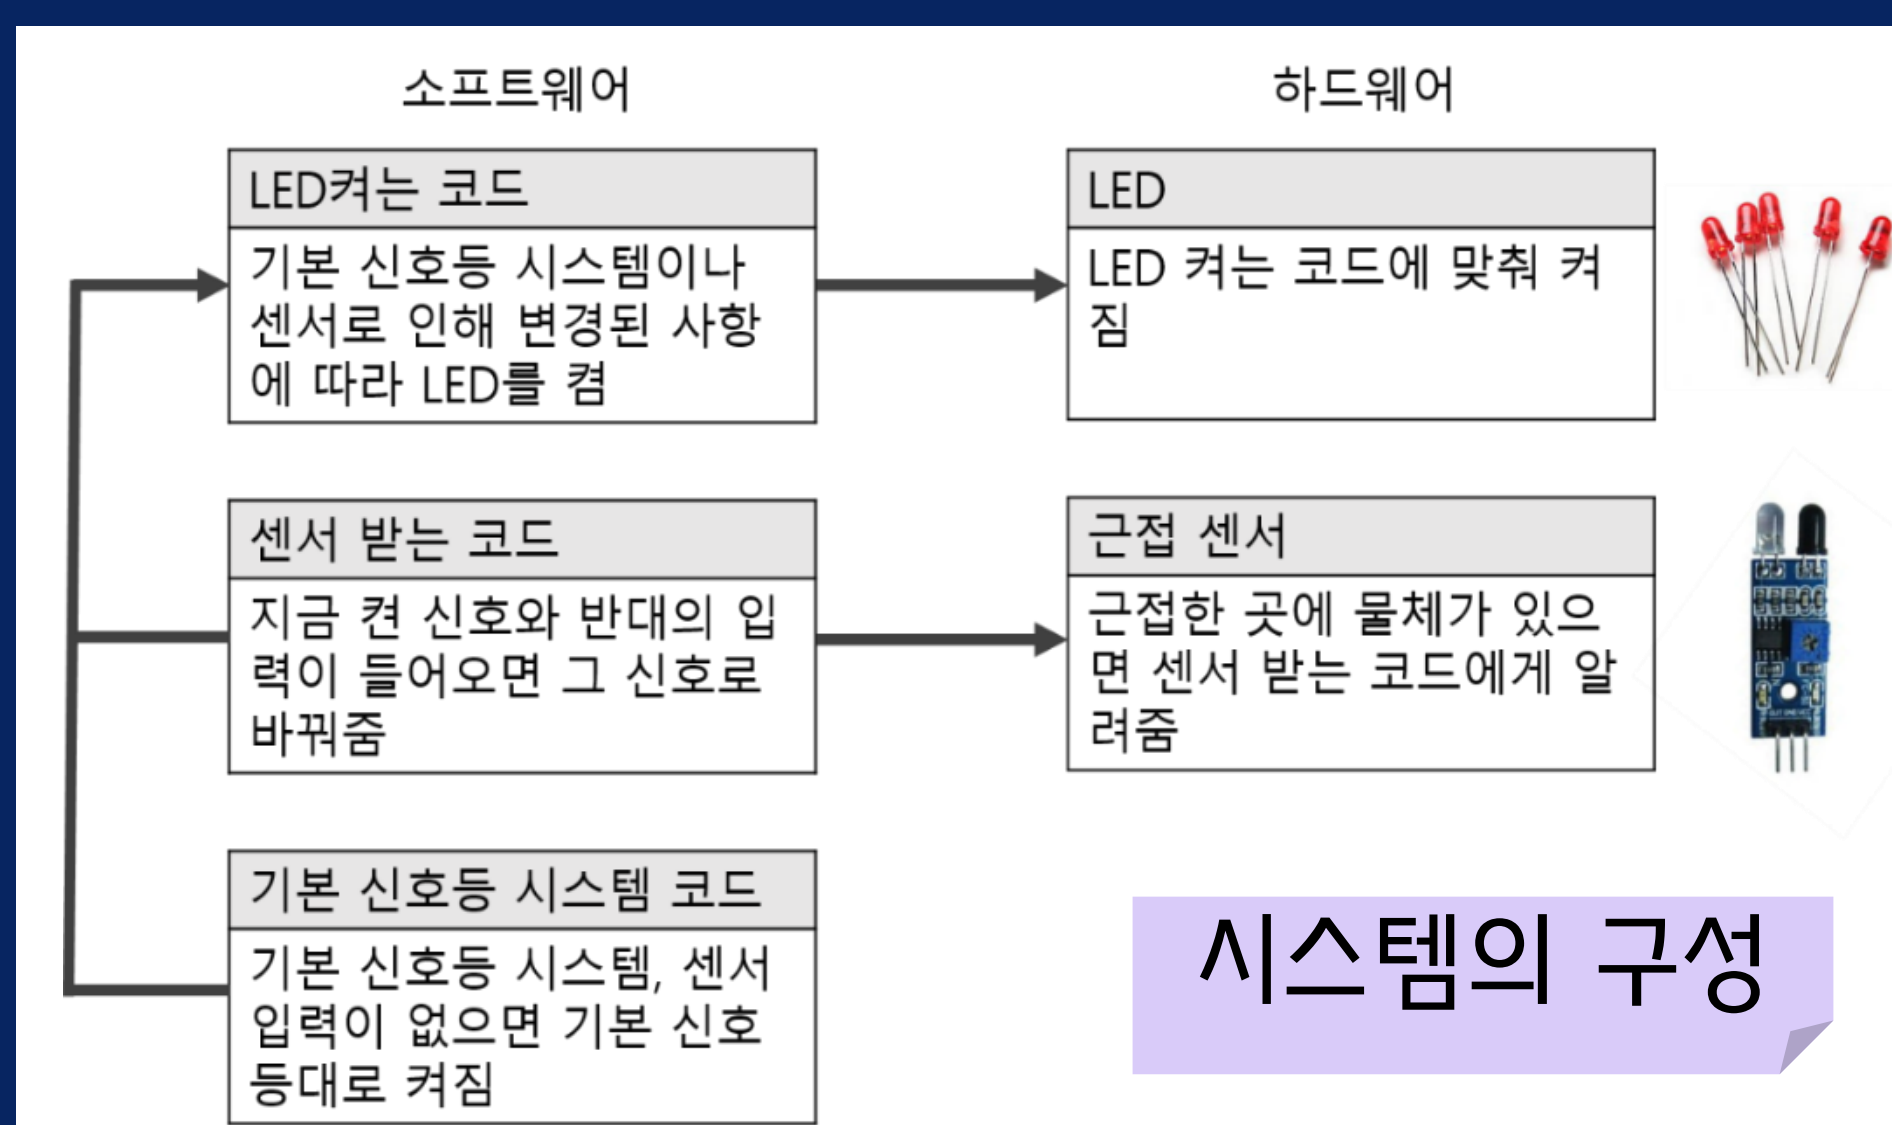 소프트웨어
하드웨어
LED켜는 코드
기본 신호등 시스템이나
센서로 인해 변경된 사항
에 따라 LED를 켬
LED
LED 켜는 코드에 맞춰 켜
짐
센서 받는 코드
지금 켠 신호와 반대의 입
력이 들어오면 그 신호로
바꿔줌
근접 센서
근접한 곳에 물체가 있으
면 센서 받는 코드에게 알
려줌
기본 신호등 시스템 코드
기본 신호등 시스템, 센서
입력이 없으면 기본 신호
등대로 켜짐
시스템의 구성